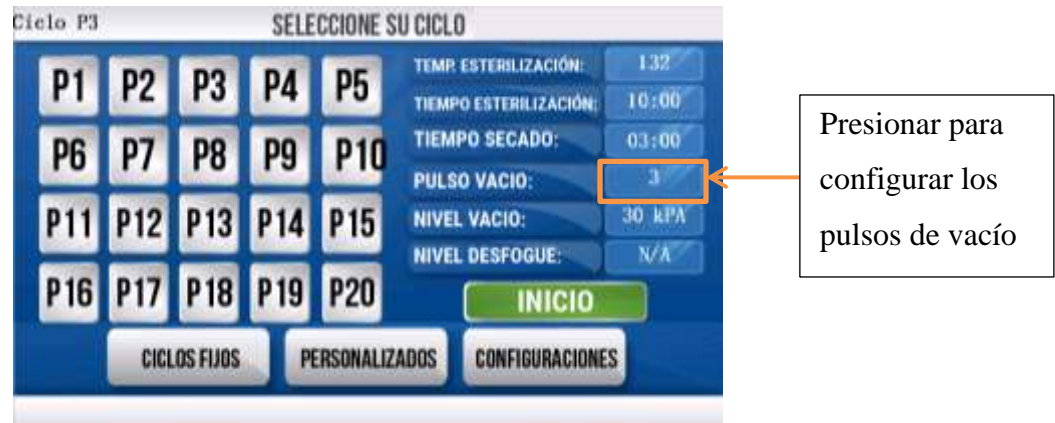 Ciclo P3
SELECCIONE SU CICLO
P1 P2 P3 P4 P5
P6 P7 P8 P9 P10
P11 P12 P13 P14 P15
P16 P17 P18 P19 P20
TEMP. ESTERILIZACIÓN: 132
TIEMPO ESTERILIZACIÓN: 10:00
TIEMPO SECADO: 03:00
PULSO VACIO: 3
NIVEL VACIO: 30 kPA
NIVEL DESFOGUE: N/A
INICIO
CICLOS FIJOS PERSONALIZADOS CONFIGURACIONES
Presionar para
configurar los
pulsos de vacío